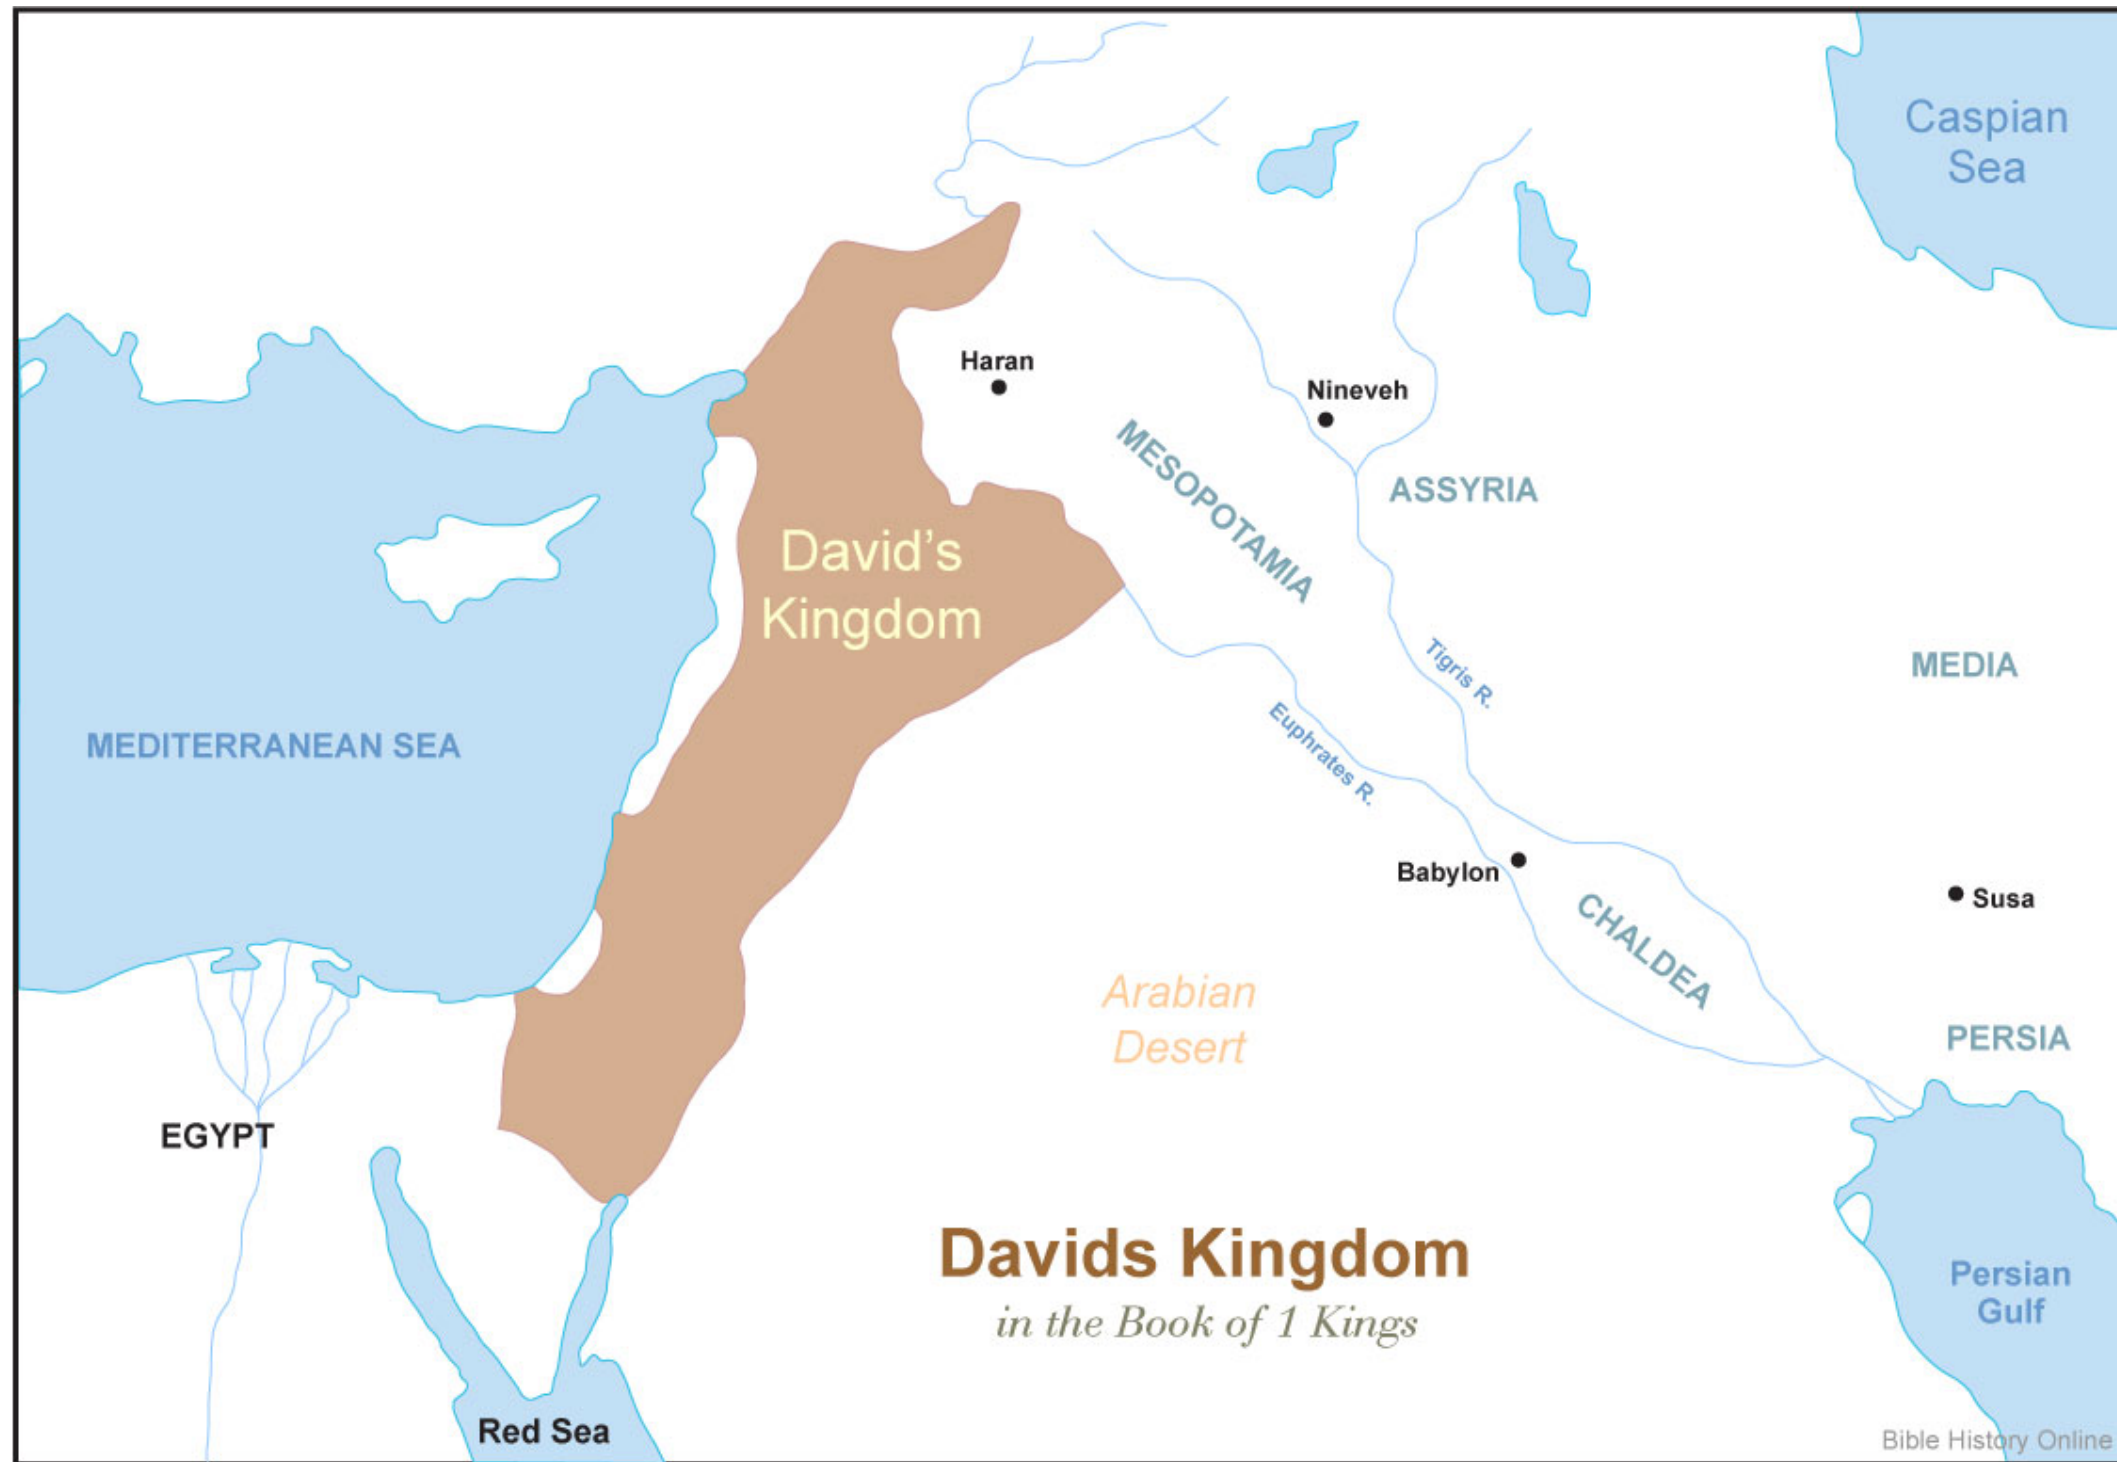 Caspian
Sea
Haran
Nineveh
MESOPOTAMIA
ASSYRIA
David's
Kingdom
Tigris R.
MEDIA
Euphrates R.
MEDITERRANEAN SEA
Babylon
Susa
CHALDEA
Arabian
Desert
PERSIA
EGYPT
Davids Kingdom
in the Book of 1 Kings
Persian
Gulf
Red Sea
Bible History Online